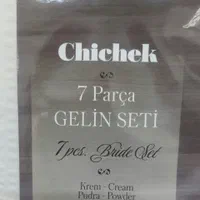 Chichek
7 Parça
GELİN SETİ
7 pcs. Bride Set
Krem - Cream
Pudra - Powder